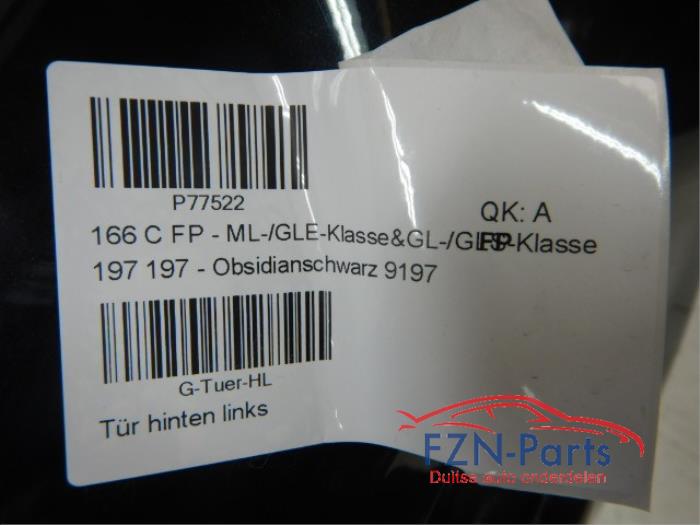 P77522
QK: A
166 C FP - ML-/GLE-Klasse&GL-/GLS-Klasse
FP
197 197 - Obsidianschwarz 9197
G-Tuer-HL
Tür hinten links
FZN-Parts
Duitse auto onderdelen